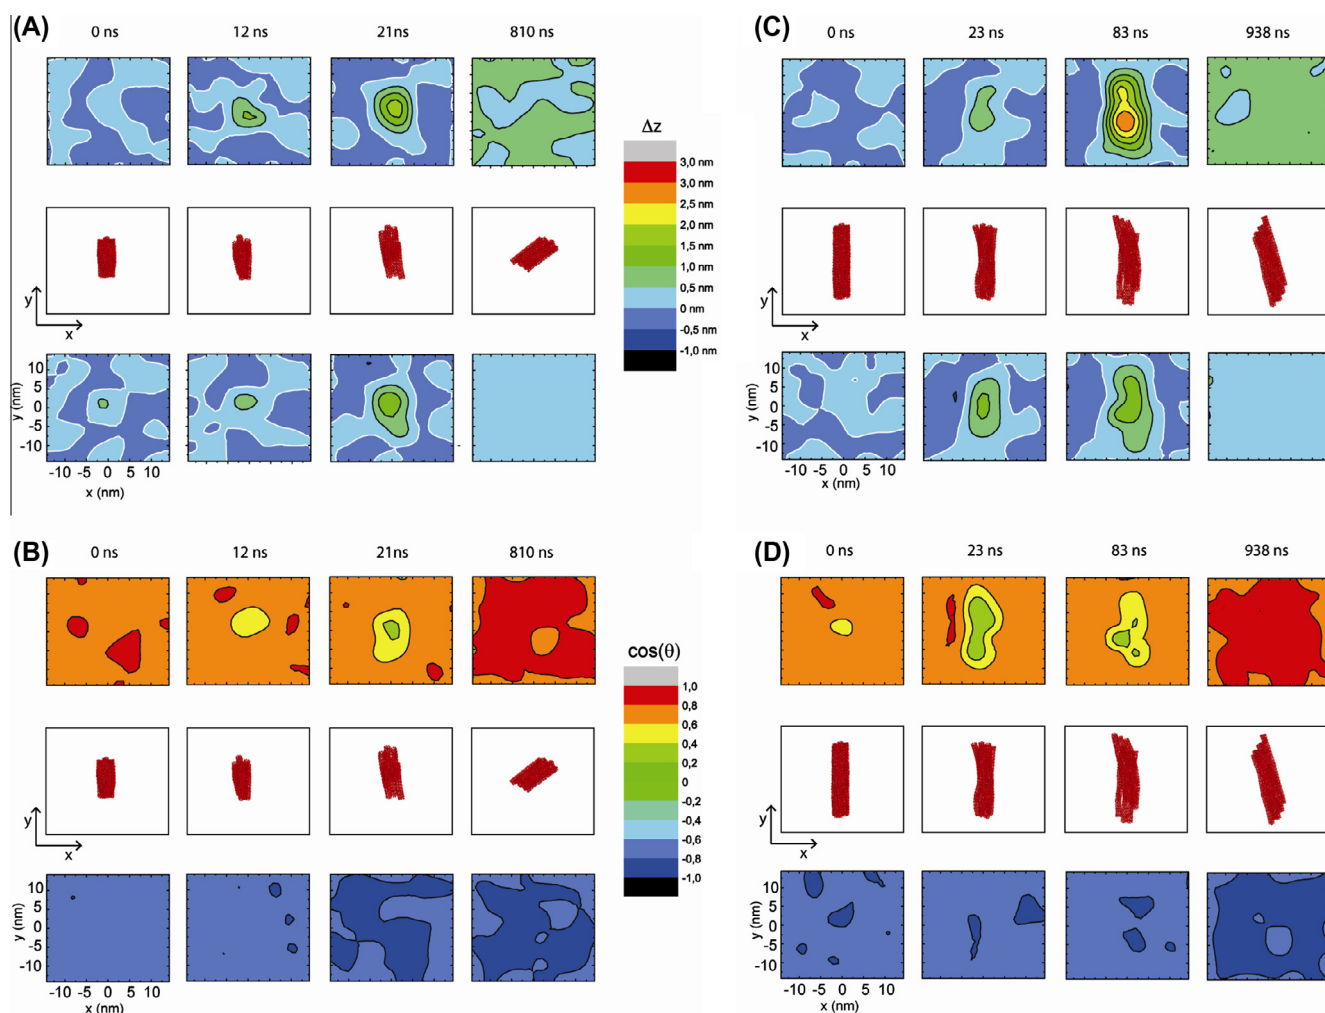 (A)
0 ns 12 ns 21ns 810 ns
Δz
3,0 nm
3,0 nm
2,5 nm
2,0 nm
1,5 nm
1,0 nm
0,5 nm
0 nm
-0,5 nm
-1,0 nm
y
x
10
5
0
-5
-10
y (nm)
-10 -5 0 5 10
x (nm)
(C)
0 ns 23 ns 83 ns 938 ns
y
x
10
5
0
-5
-10
y (nm)
-10 -5 0 5 10
x (nm)
(B)
0 ns 12 ns 21ns 810 ns
cos(θ)
1,0
0,8
0,6
0,4
0,2
0
-0,2
-0,4
-0,6
-0,8
-1,0
y
x
10
5
0
-5
-10
y (nm)
-10 -5 0 5 10
x (nm)
(D)
0 ns 23 ns 83 ns 938 ns
y
x
10
5
0
-5
-10
y (nm)
-10 -5 0 5 10
x (nm)